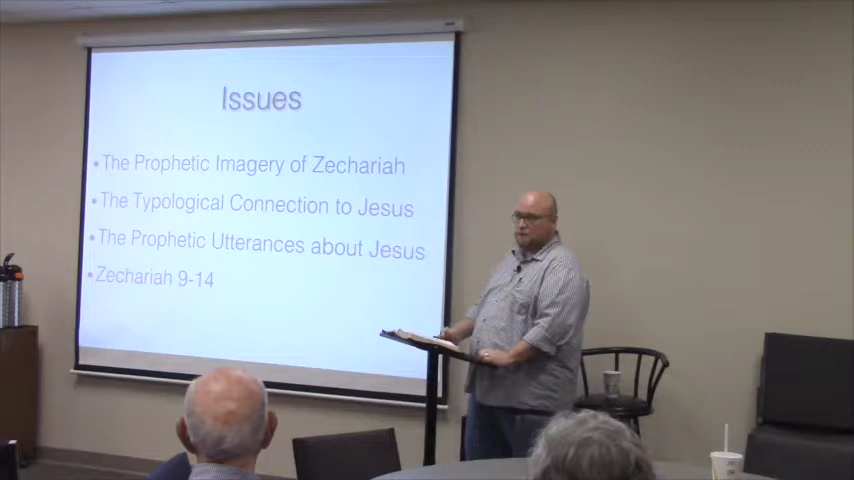 Issues
• The Prophetic Imagery of Zechariah
• The Typological Connection to Jesus
• The Prophetic Utterances about Jesus
• Zechariah 9-14